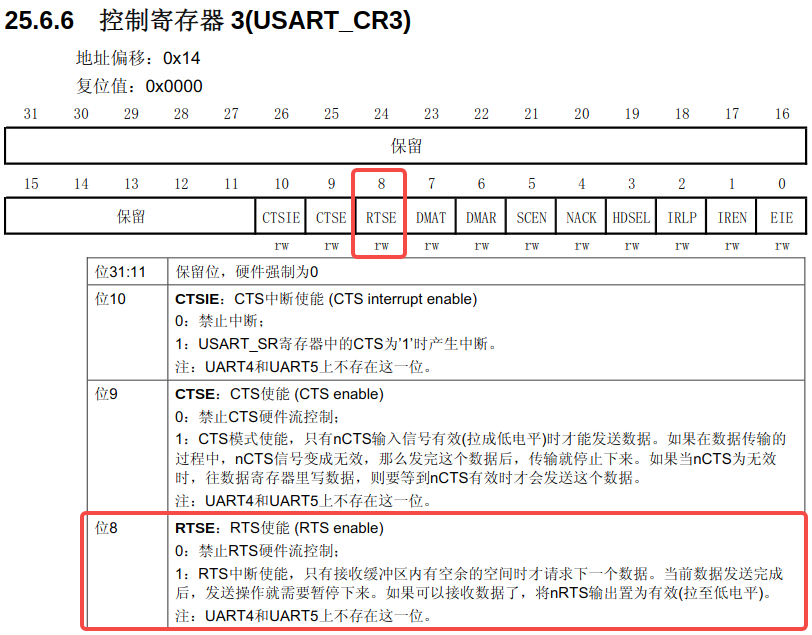 25.6.6 控制寄存器 3(USART_CR3)
地址偏移：0x14
复位值：0x0000
31 30 29 28 27 26 25 24 23 22 21 20 19 18 17 16
保留
15 14 13 12 11 10 9 8 7 6 5 4 3 2 1 0
保留 CTSIE CTSE RTSE DMAT DMAR SCEN NACK HDSEL IRLP IREN EIE
rw rw rw rw rw rw rw rw rw rw rw
位31:11 保留位，硬件强制为0
位10 CTSIE：CTS中断使能 (CTS interrupt enable)
0：禁止中断；
1：USART_SR寄存器中的CTS为'1'时产生中断。
注：UART4和UART5上不存在这一位。
位9 CTSE：CTS使能 (CTS enable)
0：禁止CTS硬件流控制；
1：CTS模式使能，只有nCTS输入信号有效(拉成低电平)时才能发送数据。如果在数据传输的
过程中，nCTS信号变成无效，那么发完这个数据后，传输就停止下来。如果当nCTS为无效
时，往数据寄存器里写数据，则要等到nCTS有效时才会发送这个数据。
注：UART4和UART5上不存在这一位。
位8 RTSE：RTS使能 (RTS enable)
0：禁止RTS硬件流控制；
1：RTS中断使能，只有接收缓冲区内有空余的空间时才请求下一个数据。当前数据发送完成
后，发送操作就需要暂停下来。如果可以接收数据了，将nRTS输出置为有效(拉至低电平)。
注：UART4和UART5上不存在这一位。